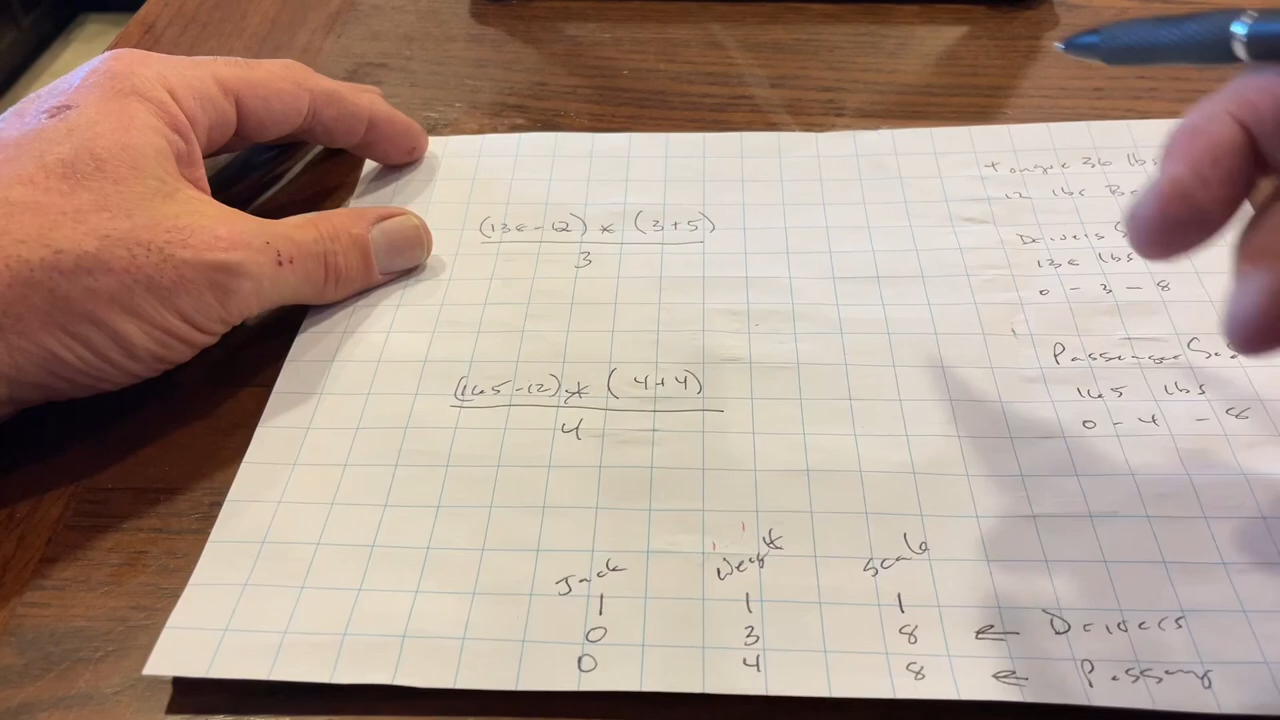 (136-12) * (3+5)
3
(165-12) * (4+4)
4
Tongue 36 lbs
12 lbs
Drivers
136 lbs
0 - 3 - 8
Passenger
165 lbs
0 - 4 - 8
Jack Weight Scale
1 1 1
0 3 8 ← Drivers
0 4 8 ← Passeng